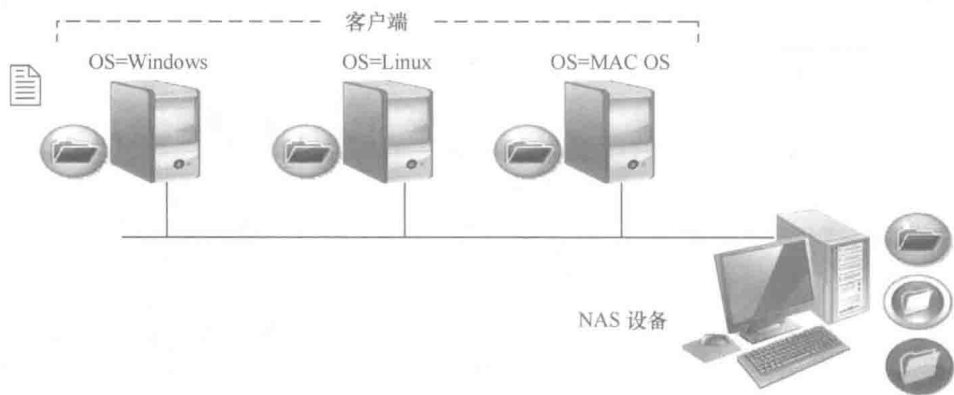 客户端
OS=Windows
OS=Linux
OS=MAC OS
NAS 设备